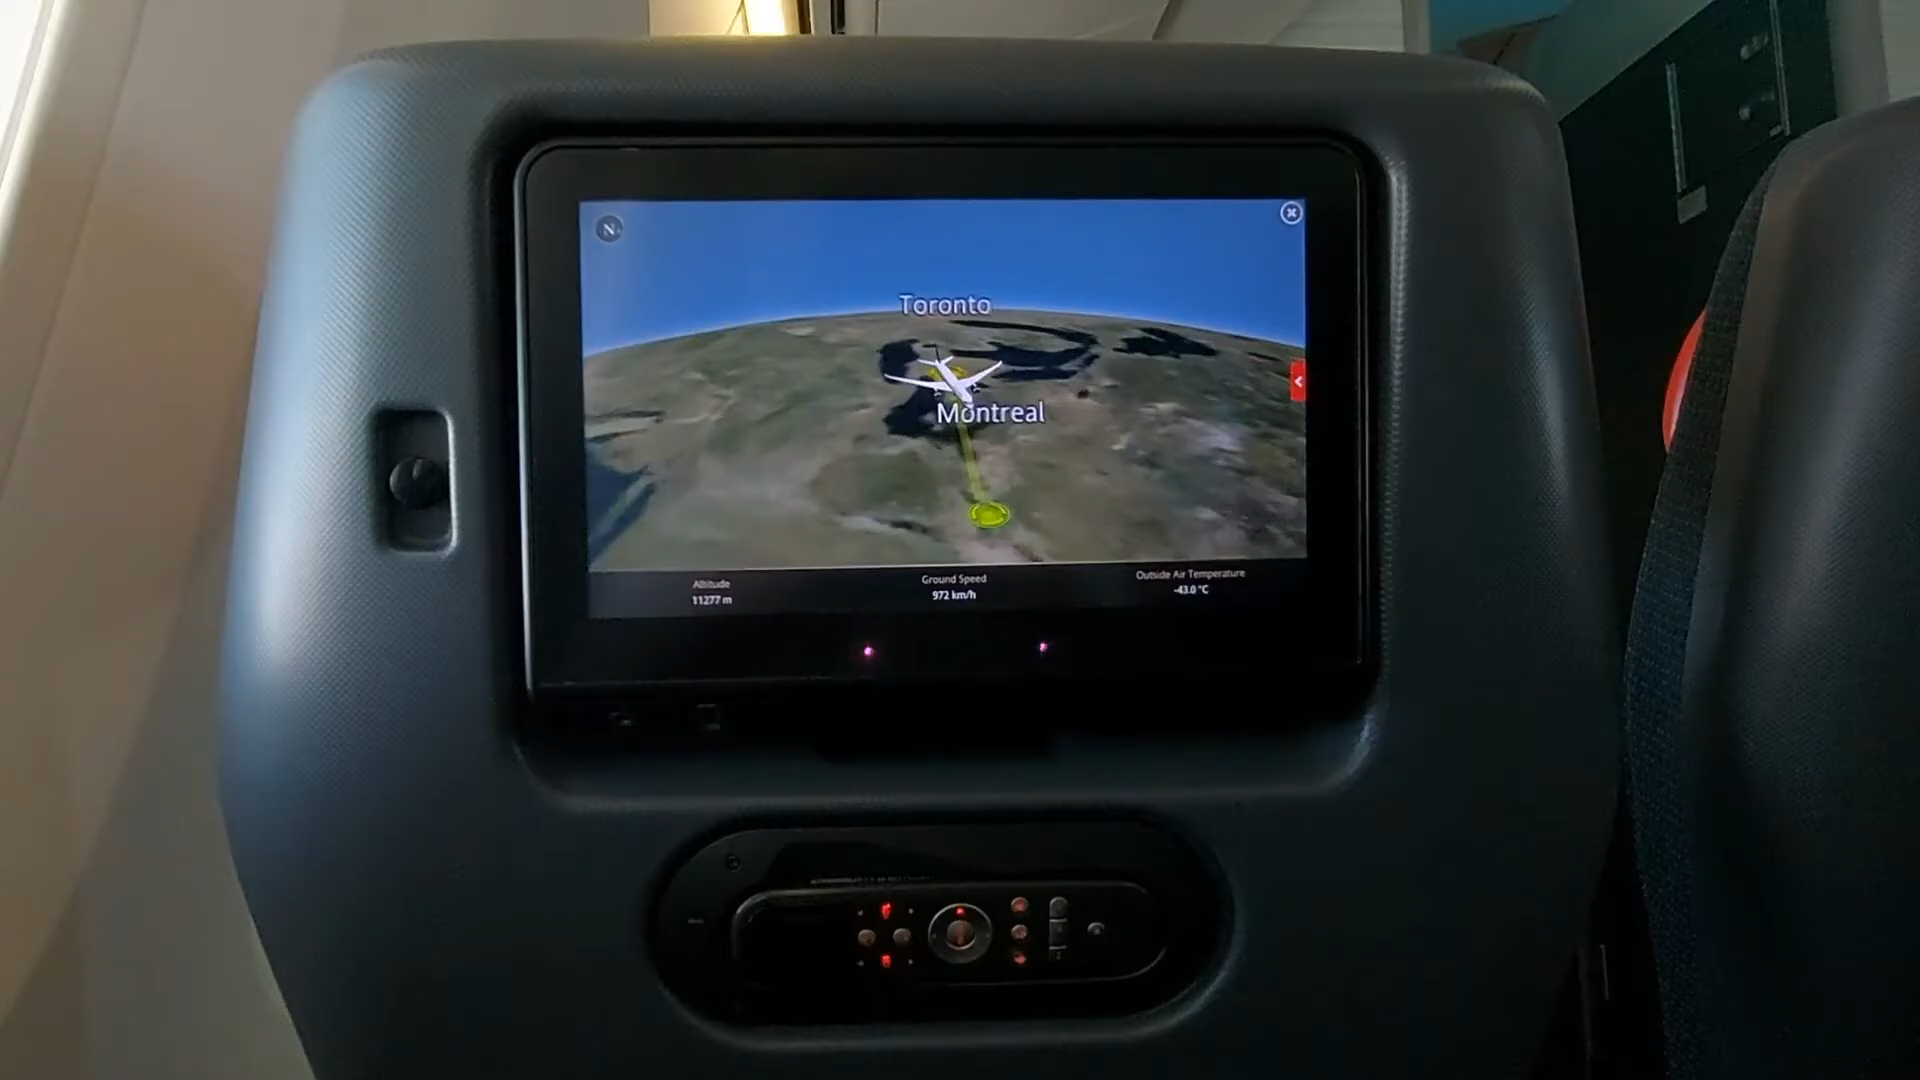 N
Toronto
Montreal
Altitude
11277 m
Ground Speed
972 km/h
Outside Air Temperature
-43.0 °C